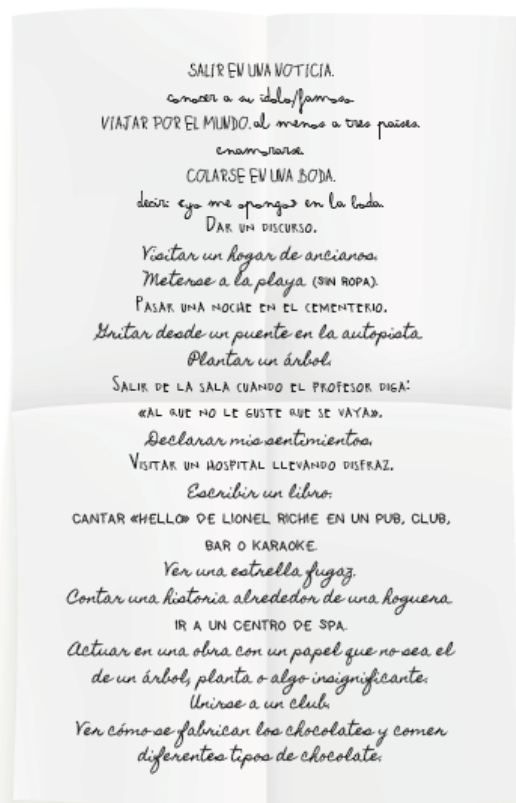 SALIR EN UNA NOTICIA.
conocer a su ídolo/famoso
VIAJAR POR EL MUNDO. al menos a tres países.
enamorarse.
COLARSE EN UNA BODA.
decir: «yo me opongo» en la boda.
DAR UN DISCURSO.
Visitar un hogar de ancianos.
Meterse a la playa (SIN ROPA).
PASAR UNA NOCHE EN EL CEMENTERIO.
Gritar desde un puente en la autopista
Plantar un árbol.
SALIR DE LA SALA CUANDO EL PROFESOR DIGA:
«AL QUE NO LE GUSTE QUE SE VAYA».
Declarar mis sentimientos.
VISITAR UN HOSPITAL LLEVANDO DISFRAZ.
Escribir un libro.
CANTAR «HELLO» DE LIONEL RICHIE EN UN PUB, CLUB,
BAR O KARAOKE.
Ver una estrella fugaz.
Contar una historia alrededor de una hoguera
IR A UN CENTRO DE SPA.
Actuar en una obra con un papel que no sea el
de un árbol, planta o algo insignificante.
Unirse a un club.
Ver cómo se fabrican los chocolates y comer
diferentes tipos de chocolate.